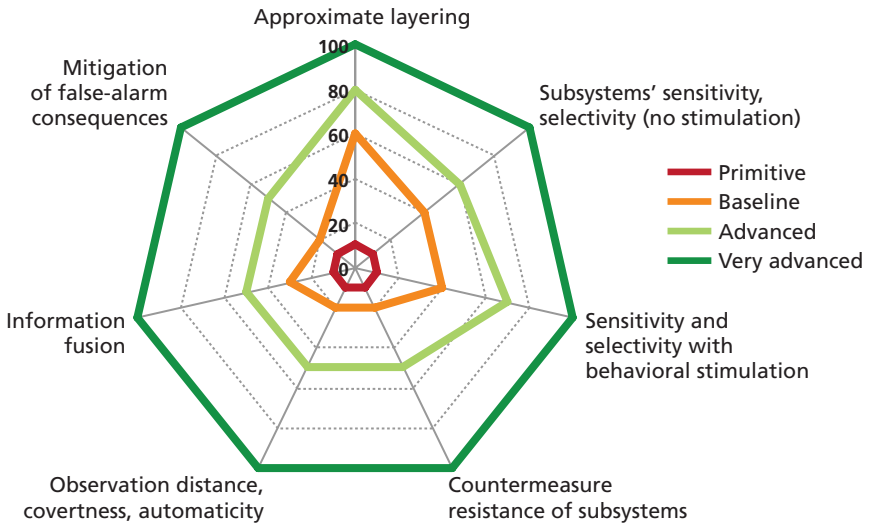 Approximate layering
100
80
60
40
20
0
Mitigation
of false-alarm
consequences
Subsystems’ sensitivity,
selectivity (no stimulation)
Primitive
Baseline
Advanced
Very advanced
Information
fusion
Sensitivity and
selectivity with
behavioral stimulation
Observation distance,
covertness, automaticity
Countermeasure
resistance of subsystems